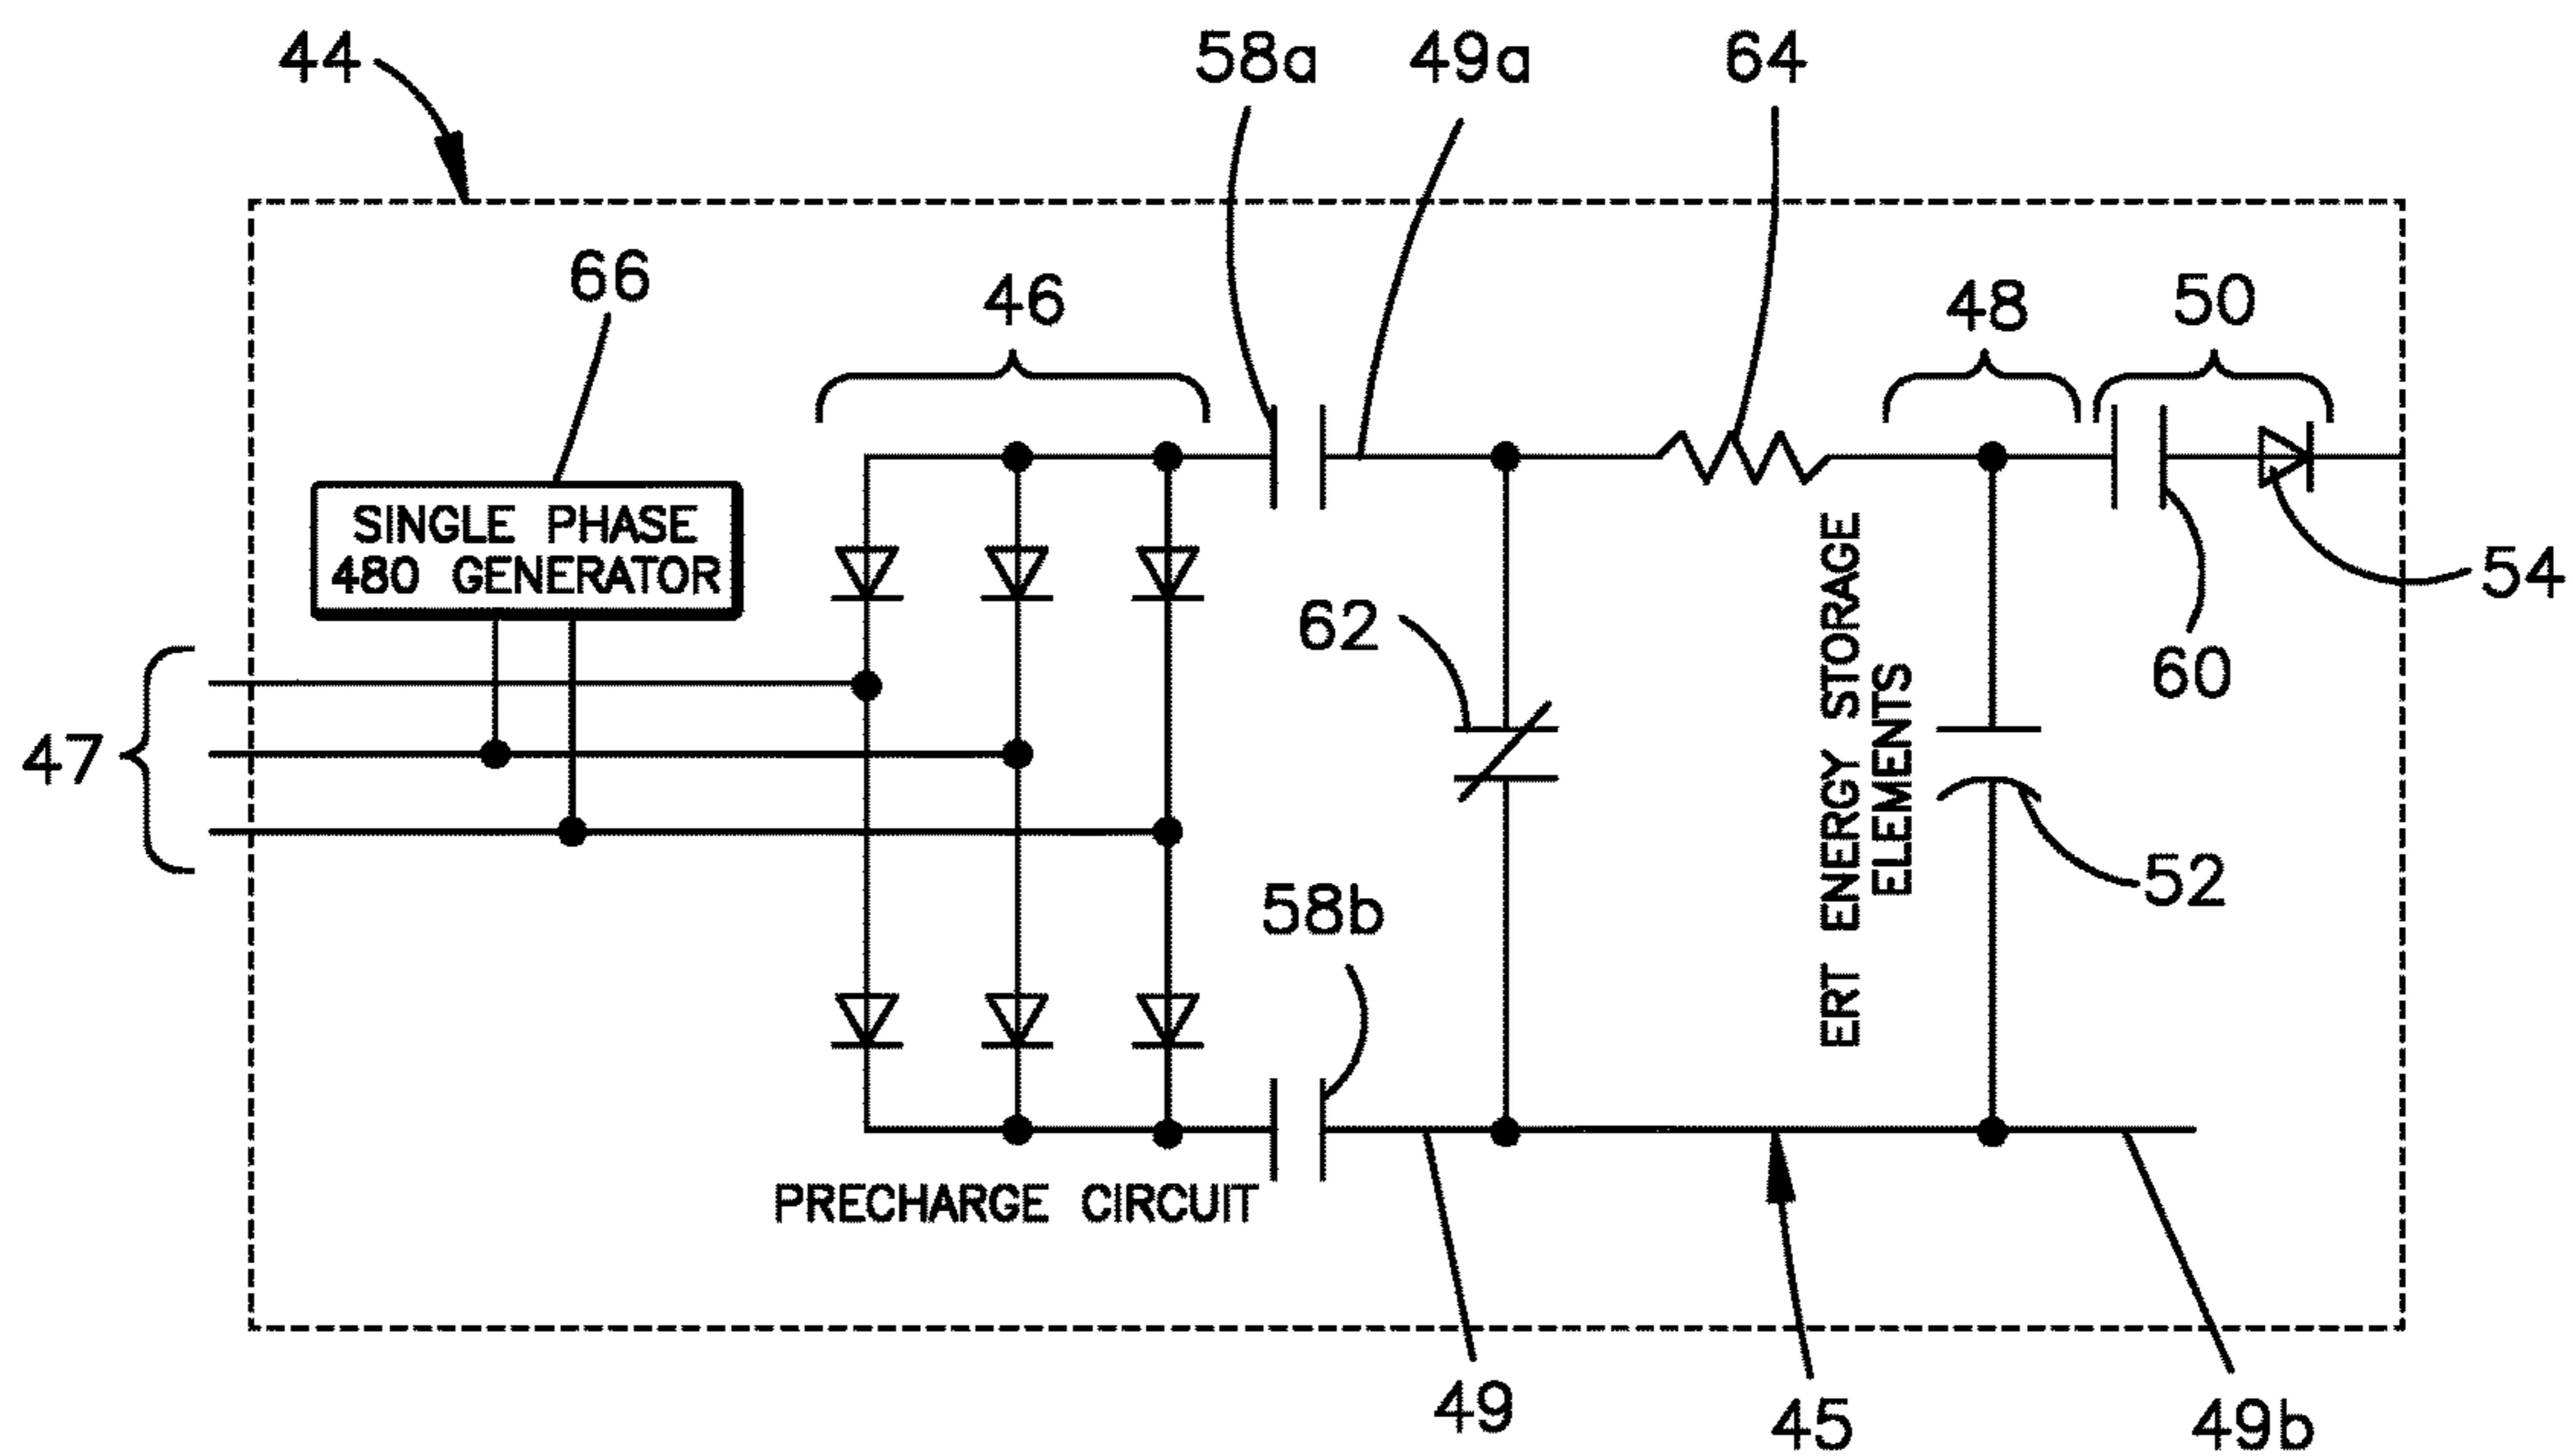 44
58a
49a
64
66
46
48
50
SINGLE PHASE
480 GENERATOR
54
62
60
47
ERT ENERGY STORAGE
ELEMENTS
52
58b
PRECHARGE CIRCUIT
49
45
49b